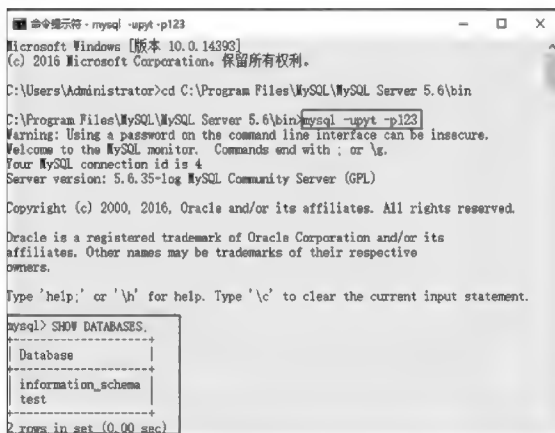 命令提示符 - mysql -upyt -p123
Microsoft Windows [版本 10.0.14393]
(c) 2016 Microsoft Corporation。保留所有权利。
C:\Users\Administrator>cd C:\Program Files\MySQL\MySQL Server 5.6\bin
C:\Program Files\MySQL\MySQL Server 5.6\bin>mysql -upyt -p123
Warning: Using a password on the command line interface can be insecure.
Welcome to the MySQL monitor.  Commands end with ; or \g.
Your MySQL connection id is 4
Server version: 5.6.35-log MySQL Community Server (GPL)
Copyright (c) 2000, 2016, Oracle and/or its affiliates. All rights reserved.
Oracle is a registered trademark of Oracle Corporation and/or its
affiliates. Other names may be trademarks of their respective
owners.
Type 'help;' or '\h' for help. Type '\c' to clear the current input statement.
mysql> SHOW DATABASES;
+--------------------+
| Database           |
+--------------------+
| information_schema |
| test               |
+--------------------+
2 rows in set (0.00 sec)